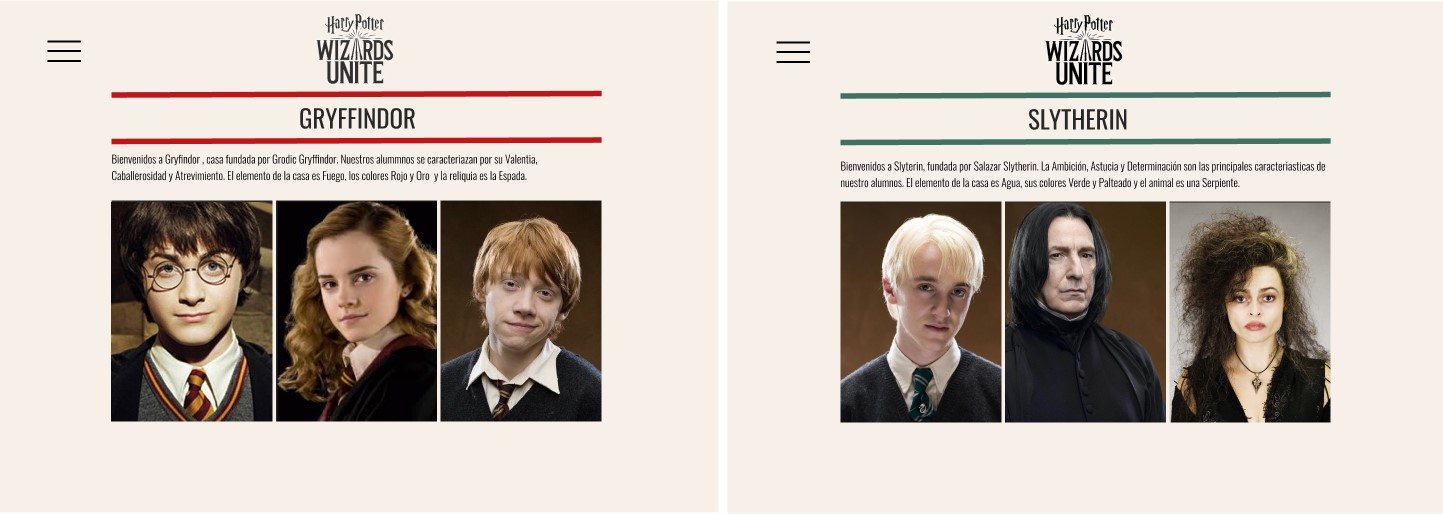 Harry Potter
WIZARDS
UNITE
GRYFFINDOR
Bienvenidos a Gryfindor , casa fundada por Grodic Gryffindor. Nuestros alummnos se caracteriazan por su Valentia,
Caballerosidad y Atrevimiento. El elemento de la casa es Fuego, los colores Rojo y Oro y la reliquia es la Espada.
Harry Potter
WIZARDS
UNITE
SLYTHERIN
Bienvenidos a Slyterin, fundada por Salazar Slytherin. La Ambición, Astucia y Determinación son las principales caracteriasticas de
nuestro alumnos. El elemento de la casa es Agua, sus colores Verde y Palteado y el animal es una Serpiente.